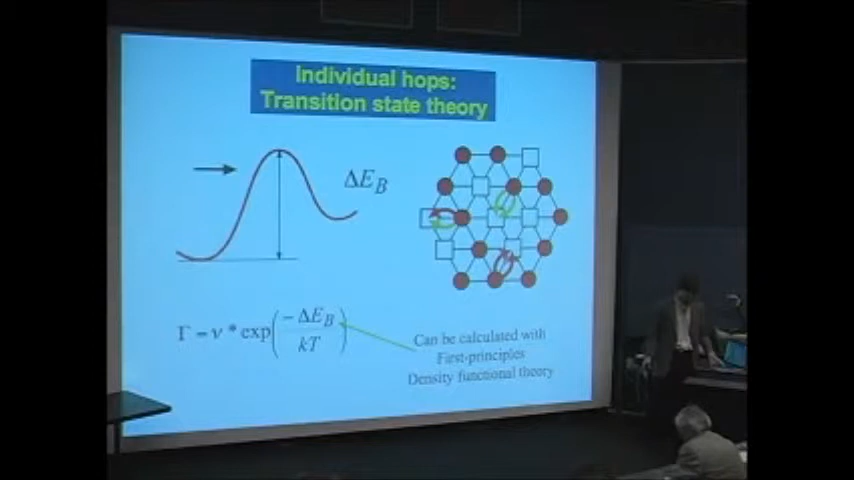 Individual hops:
Transition state theory
ΔE_B
Γ = ν * exp(−ΔE_B / kT)
Can be calculated with
First-principles
Density functional theory